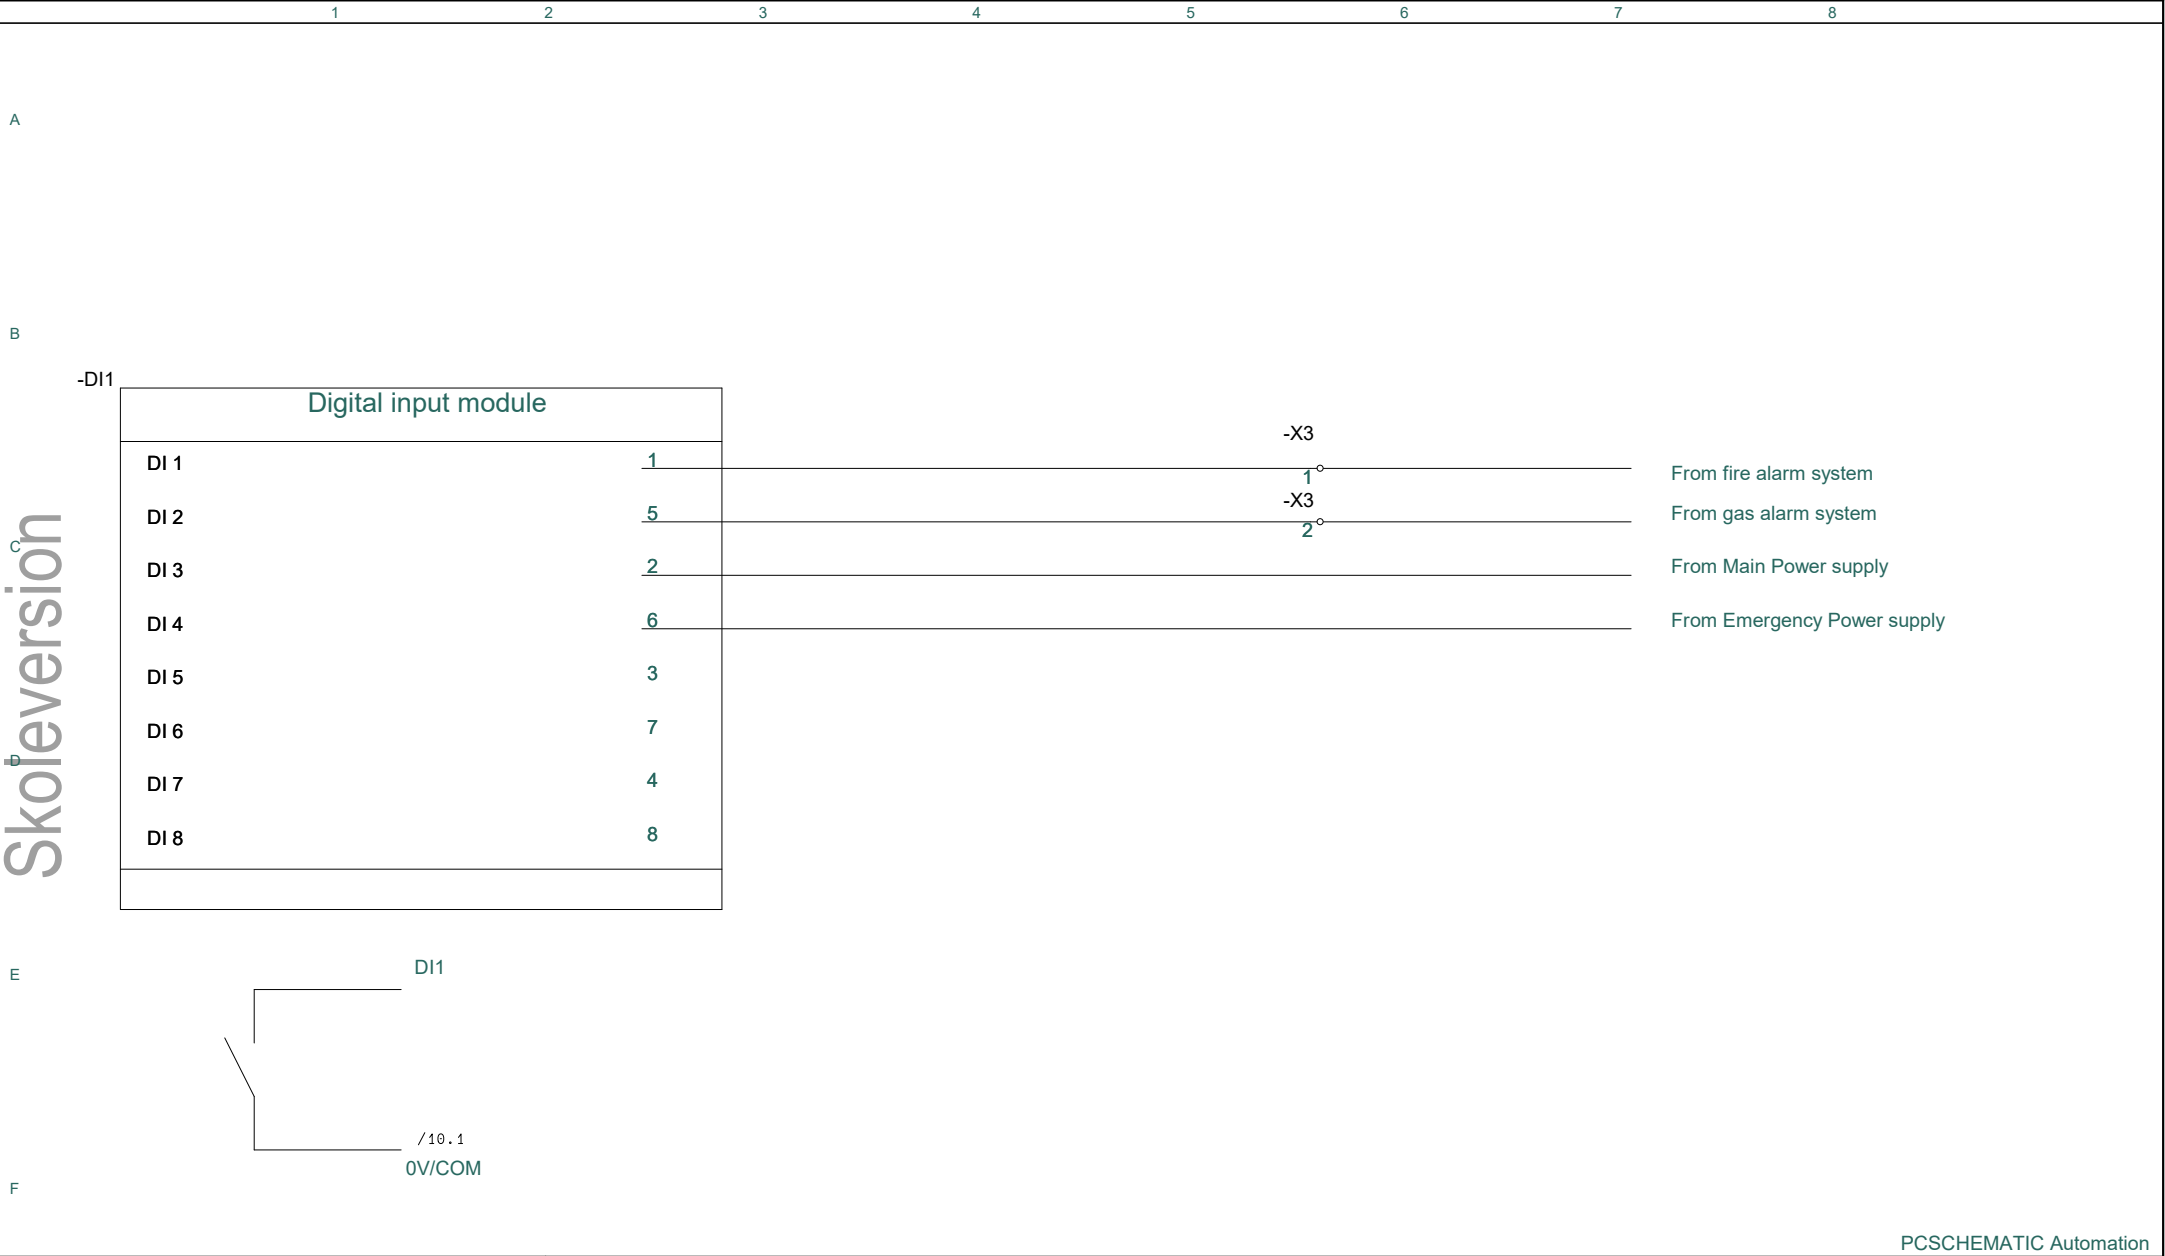 1 2 3 4 5 6 7 8
A
B
-DI1
Digital input module
-X3
DI 1 1 1 From fire alarm system
-X3
DI 2 5 2 From gas alarm system
C
DI 3 2 From Main Power supply
DI 4 6 From Emergency Power supply
DI 5 3
DI 6 7
D
DI 7 4
DI 8 8
Skoleversion
E
DI1
/10.1
0V/COM
F
PCSCHEMATIC Automation